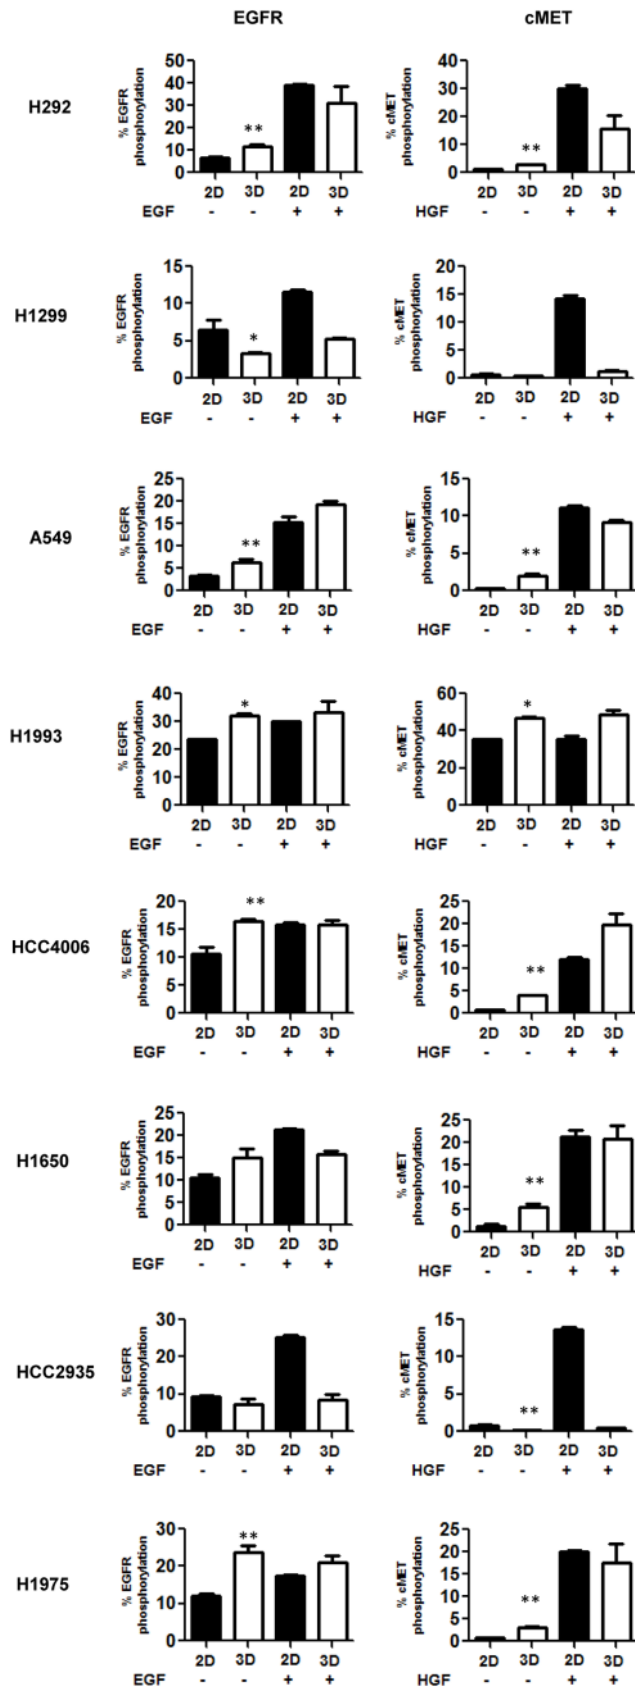 EGFR cMET
H292
% EGFR
phosphorylation
50
40
30
20
10
0
**
2D 3D 2D 3D
EGF - - + +
% cMET
phosphorylation
40
30
20
10
0
**
2D 3D 2D 3D
HGF - - + +
H1299
% EGFR
phosphorylation
15
10
5
0
*
2D 3D 2D 3D
EGF - - + +
% cMET
phosphorylation
20
15
10
5
0
2D 3D 2D 3D
HGF - - + +
A549
% EGFR
phosphorylation
25
20
15
10
5
0
**
2D 3D 2D 3D
EGF - - + +
% cMET
phosphorylation
15
10
5
0
**
2D 3D 2D 3D
HGF - - + +
H1993
% EGFR
phosphorylation
40
30
20
10
0
*
2D 3D 2D 3D
EGF - - + +
% cMET
phosphorylation
60
40
20
0
*
2D 3D 2D 3D
HGF - - + +
HCC4006
% EGFR
phosphorylation
20
15
10
5
0
**
2D 3D 2D 3D
EGF - - + +
% cMET
phosphorylation
25
20
15
10
5
0
**
2D 3D 2D 3D
HGF - - + +
H1650
% EGFR
phosphorylation
25
20
15
10
5
0
2D 3D 2D 3D
EGF - - + +
% cMET
phosphorylation
25
20
15
10
5
0
**
2D 3D 2D 3D
HGF - - + +
HCC2935
% EGFR
phosphorylation
30
20
10
0
2D 3D 2D 3D
EGF - - + +
% cMET
phosphorylation
15
10
5
0
**
2D 3D 2D 3D
HGF - - + +
H1975
% EGFR
phosphorylation
30
20
10
0
**
2D 3D 2D 3D
EGF - - + +
% cMET
phosphorylation
25
20
15
10
5
0
**
2D 3D 2D 3D
HGF - - + +